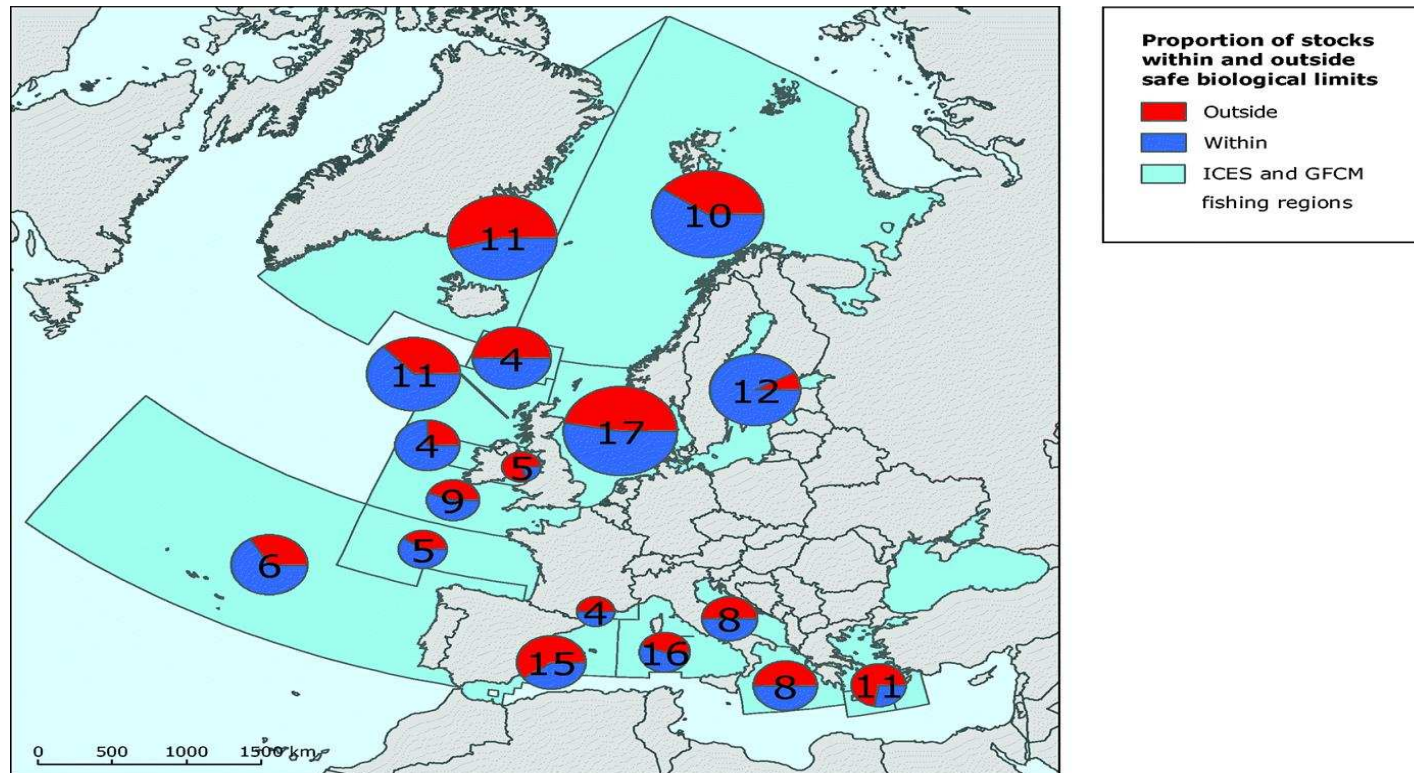 Proportion of stocks
within and outside
safe biological limits
Outside
Within
ICES and GFCM
fishing regions
10
11
4
11
12
17
4
5
9
5
6
4
8
15
16
8
11
0 500 1000 1500 km